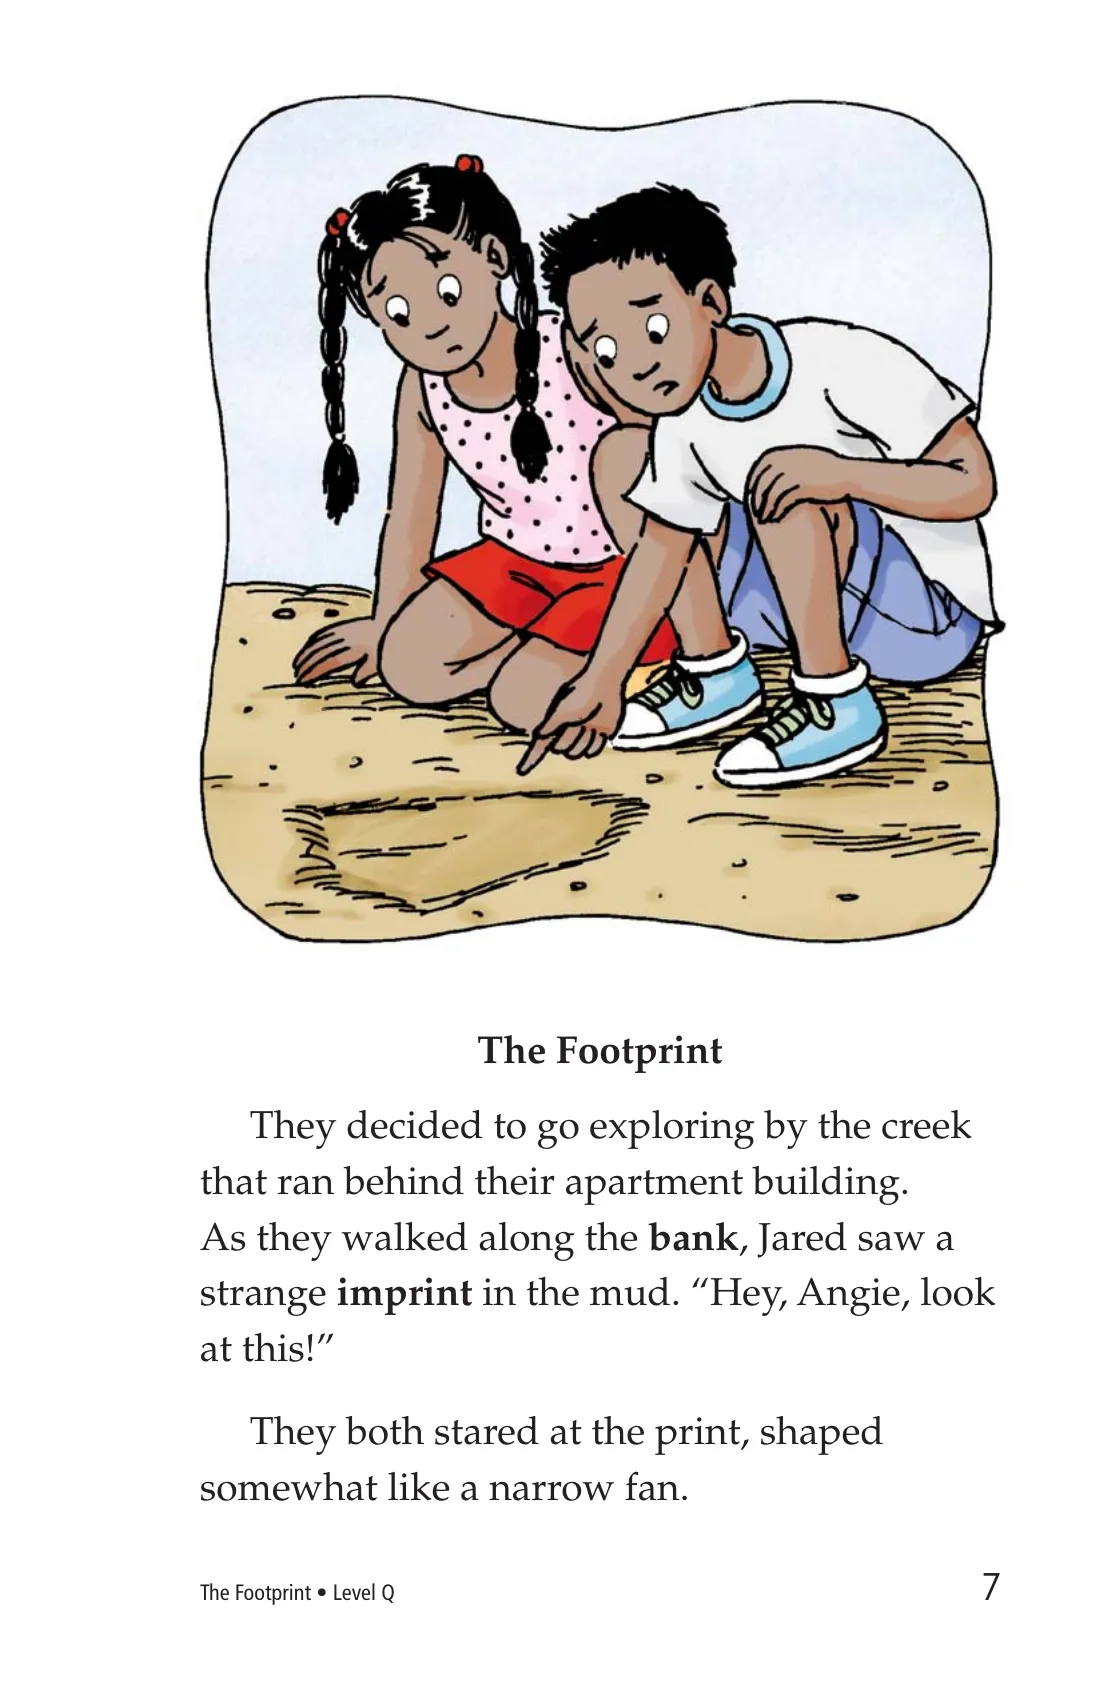 The Footprint
They decided to go exploring by the creek
that ran behind their apartment building.
As they walked along the bank, Jared saw a
strange imprint in the mud. “Hey, Angie, look
at this!”
They both stared at the print, shaped
somewhat like a narrow fan.
The Footprint • Level Q
7